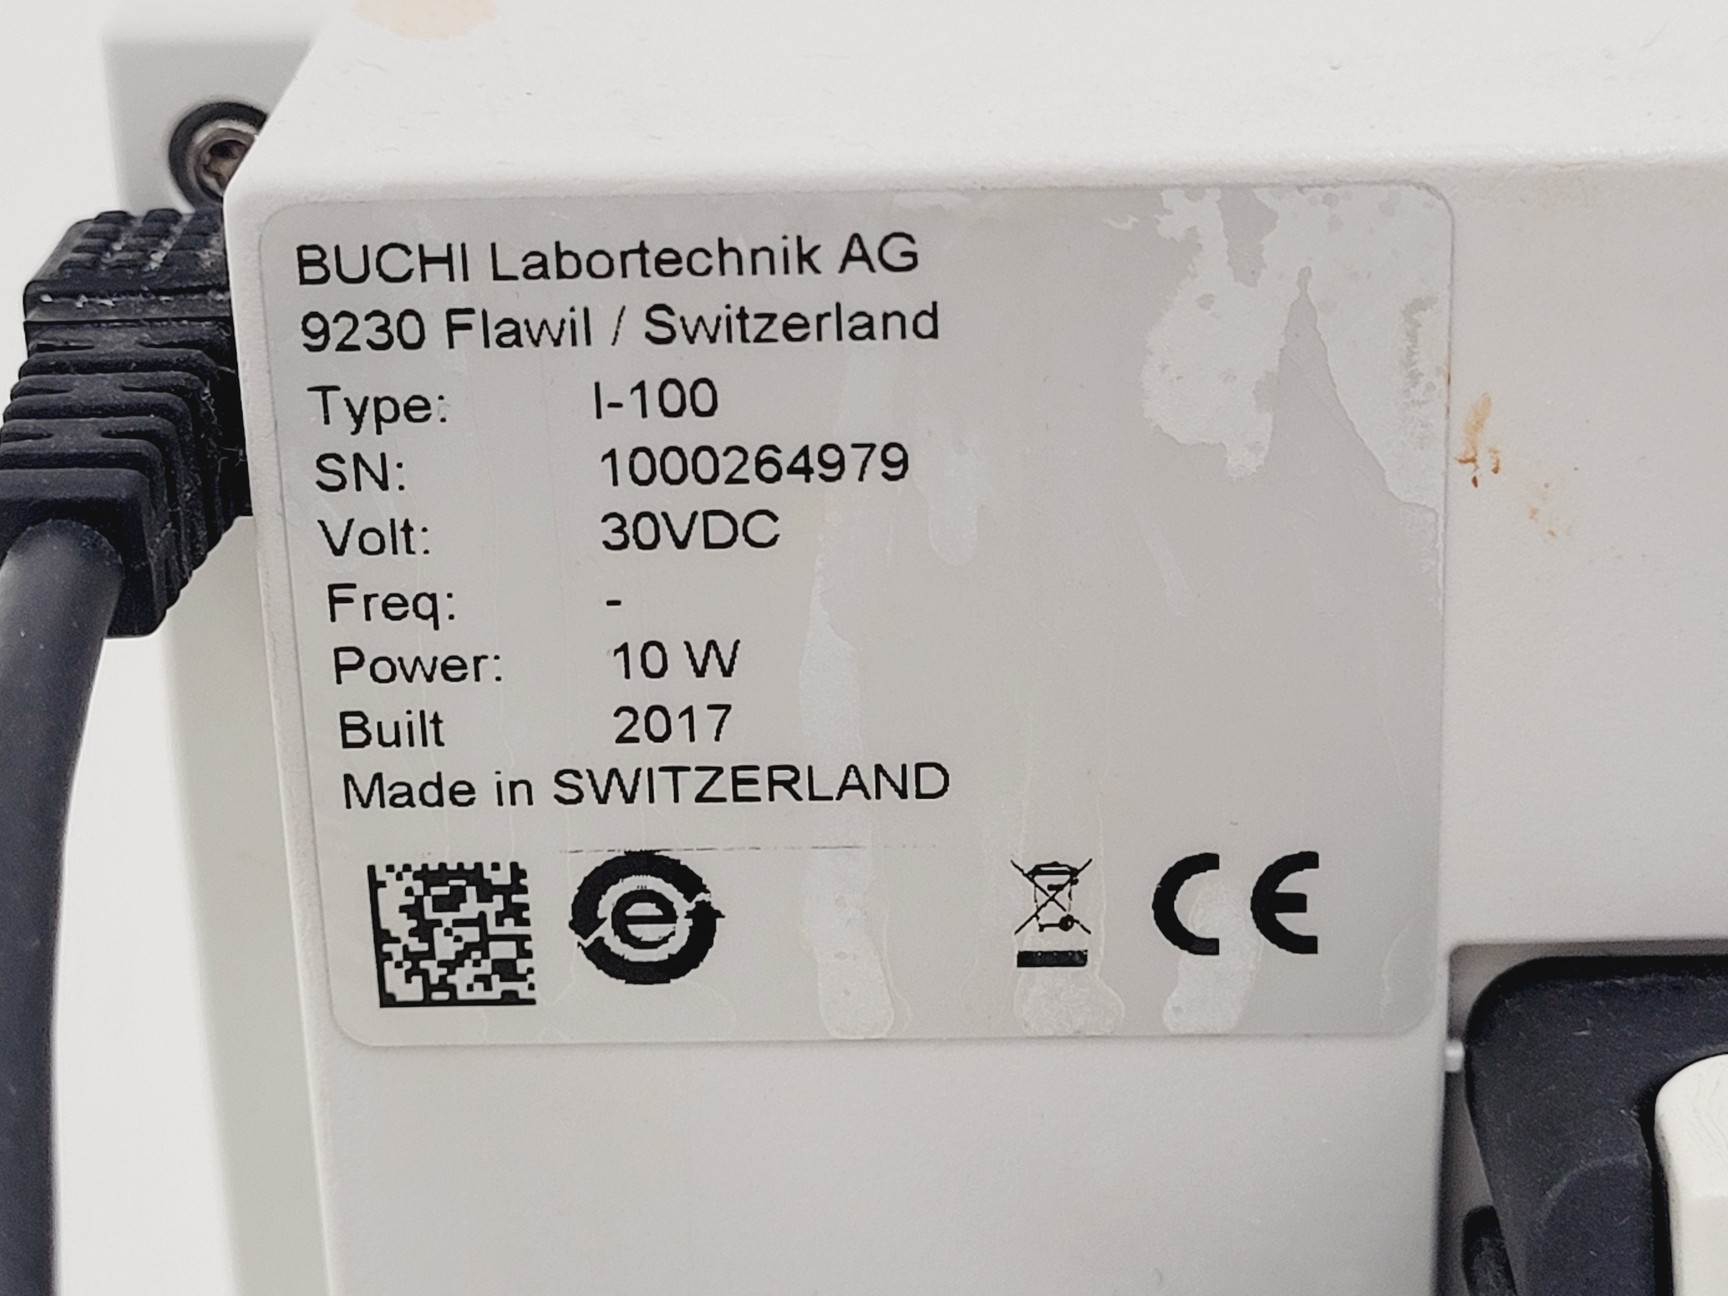 BUCHI Labortechnik AG
9230 Flawil / Switzerland
Type: I-100
SN: 1000264979
Volt: 30VDC
Freq: -
Power: 10 W
Built 2017
Made in SWITZERLAND
e CE